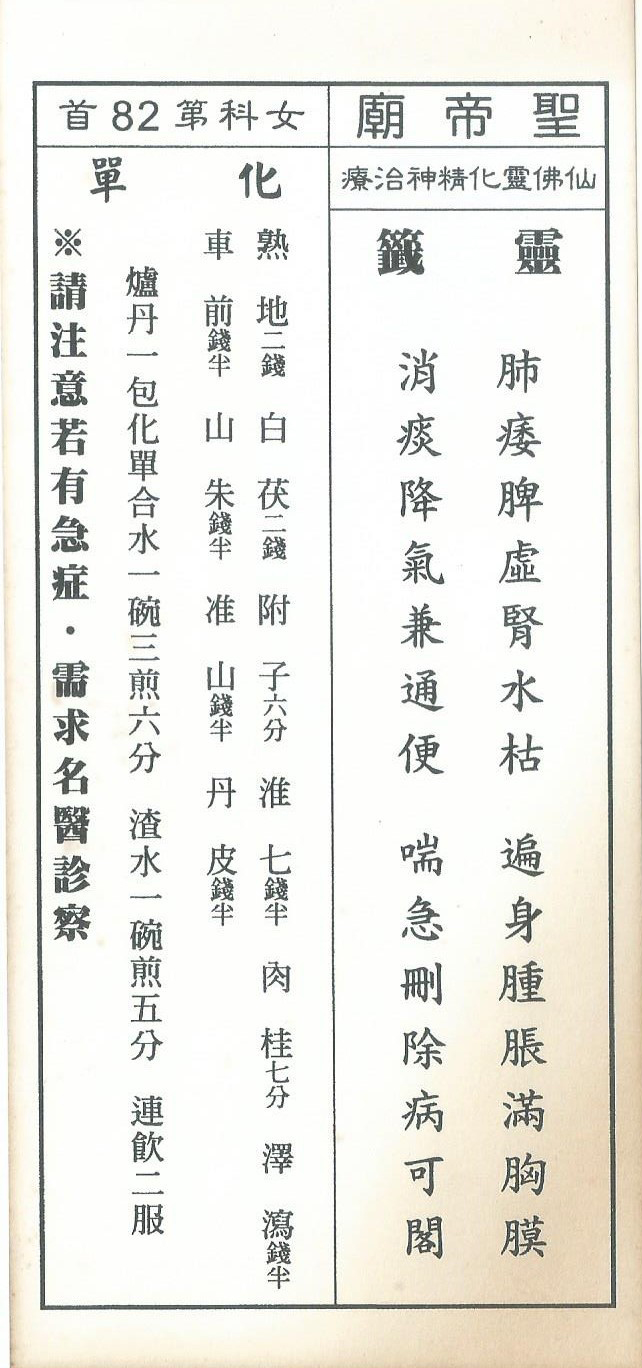 聖帝廟
仙佛靈化精神治療
靈籤
肺痿脾虛腎水枯　遍身腫脹滿胸膜
消痰降氣兼通便　喘急刪除病可閣
女科第82首
化單
熟地二錢 白茯二錢 附子六分 淮七錢半 肉桂七分 澤瀉錢半
車前錢半 山朱錢半 准山錢半 丹皮錢半
爐丹一包化單合水一碗三煎六分　渣水一碗煎五分　連飲二服
※請注意若有急症．需求名醫診察